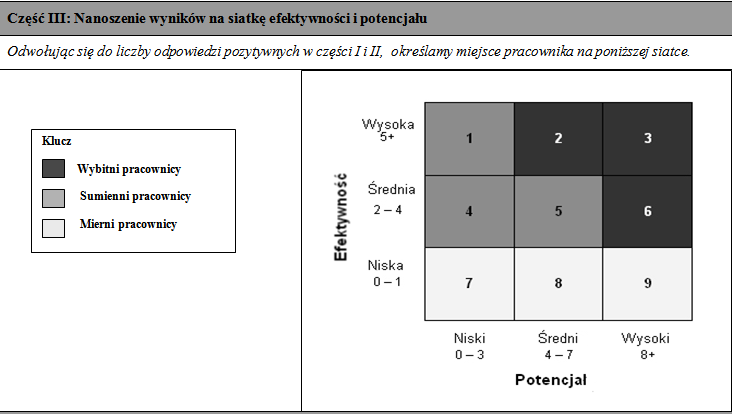 Część III: Nanoszenie wyników na siatkę efektywności i potencjału
Odwołując się do liczby odpowiedzi pozytywnych w części I i II, określamy miejsce pracownika na poniższej siatce.
Klucz
Wybitni pracownicy
Sumienni pracownicy
Mierni pracownicy
Efektywność
Wysoka
5+
1 2 3
Średnia
2 – 4
4 5 6
Niska
0 – 1
7 8 9
Niski Średni Wysoki
0 – 3 4 – 7 8+
Potencjał